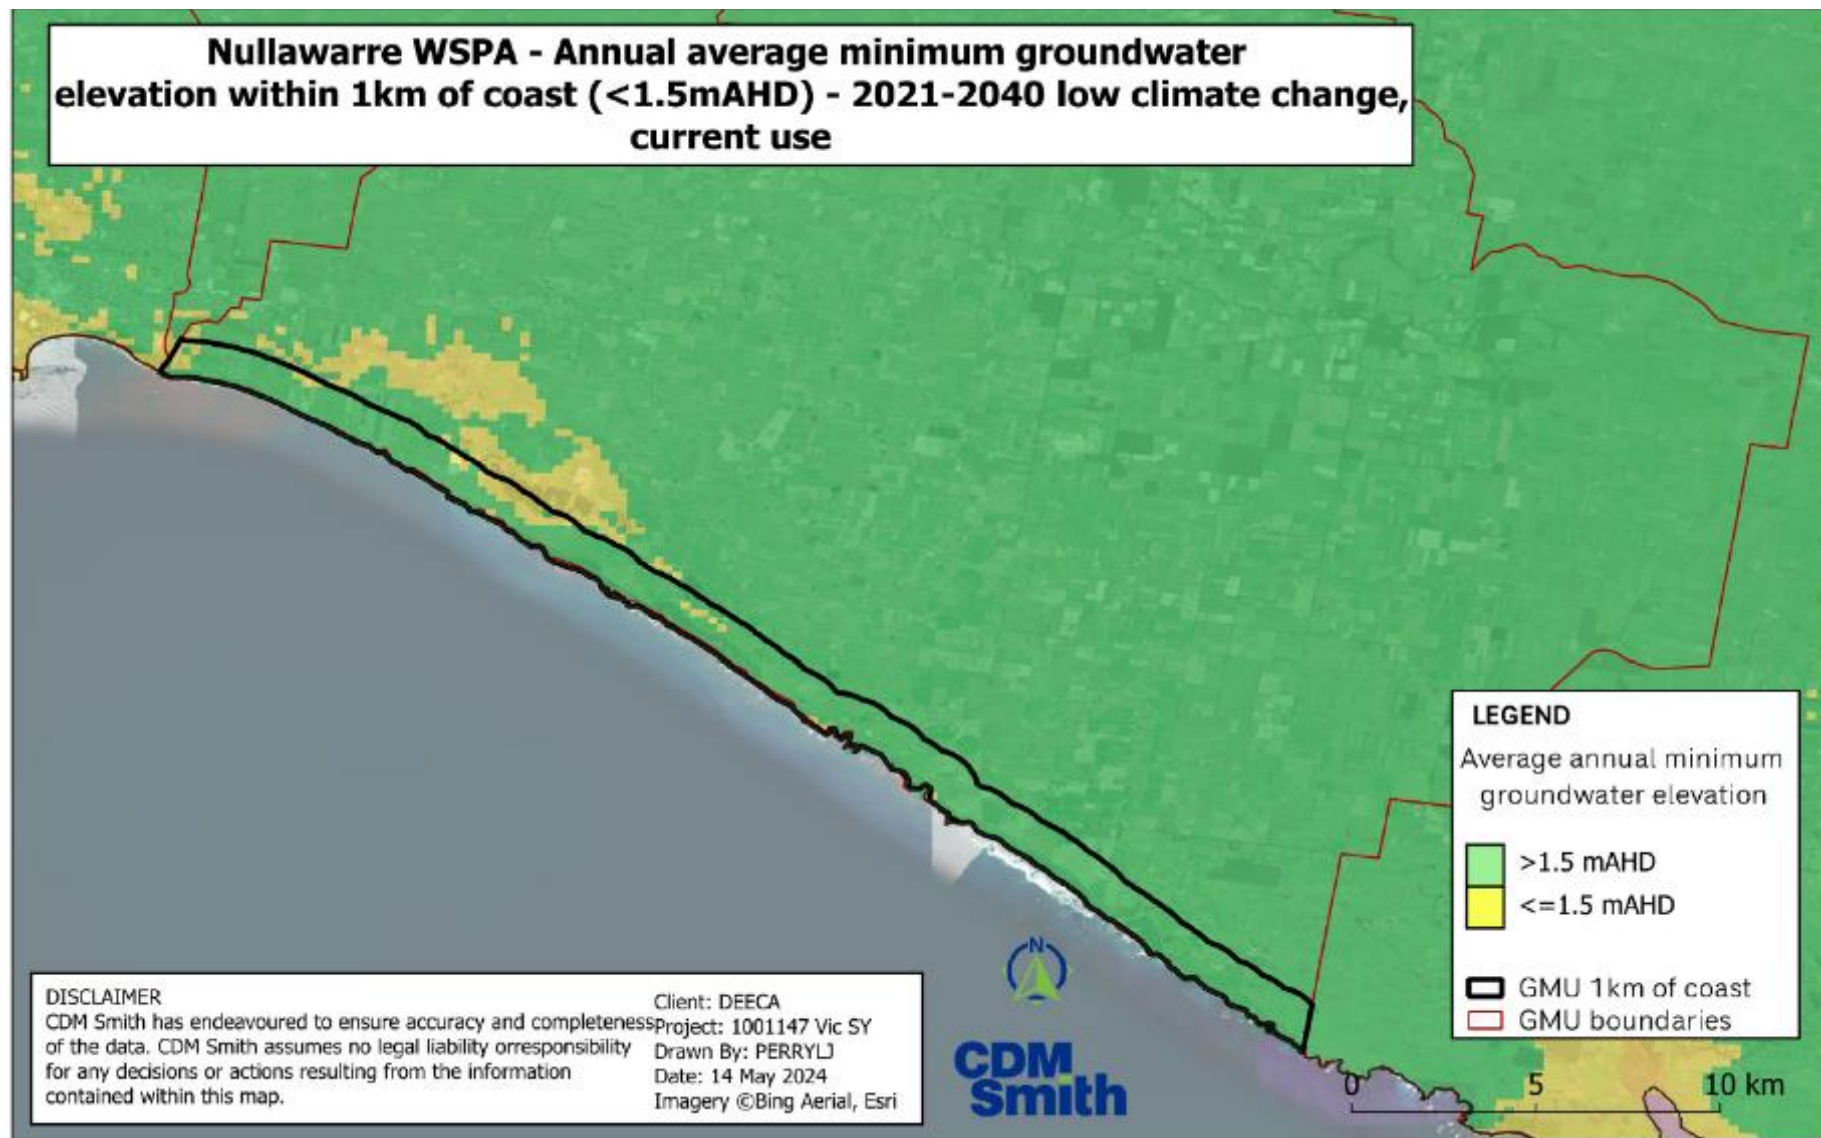 Nullawarre WSPA - Annual average minimum groundwater
elevation within 1km of coast (<1.5mAHD) - 2021-2040 low climate change,
current use
LEGEND
Average annual minimum
groundwater elevation
>1.5 mAHD
<=1.5 mAHD
GMU 1km of coast
GMU boundaries
0 5 10 km
N
CDM
Smith
DISCLAIMER
CDM Smith has endeavoured to ensure accuracy and completeness
of the data. CDM Smith assumes no legal liability orresponsibility
for any decisions or actions resulting from the information
contained within this map.
Client: DEECA
Project: 1001147 Vic SY
Drawn By: PERRYLJ
Date: 14 May 2024
Imagery ©Bing Aerial, Esri